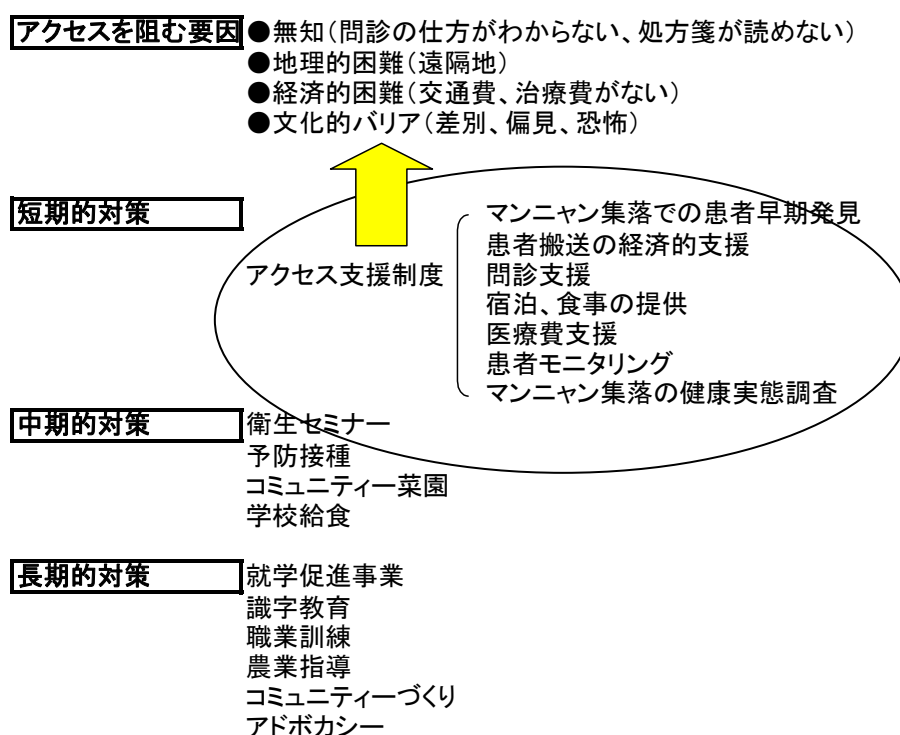 アクセスを阻む要因 ●無知(問診の仕方がわからない、処方箋が読めない)
●地理的困難(遠隔地)
●経済的困難(交通費、治療費がない)
●文化的バリア(差別、偏見、恐怖)
短期的対策
マンニャン集落での患者早期発見
患者搬送の経済的支援
アクセス支援制度 問診支援
宿泊、食事の提供
医療費支援
患者モニタリング
マンニャン集落の健康実態調査
中期的対策 衛生セミナー
予防接種
コミュニティー菜園
学校給食
長期的対策 就学促進事業
識字教育
職業訓練
農業指導
コミュニティーづくり
アドボカシー